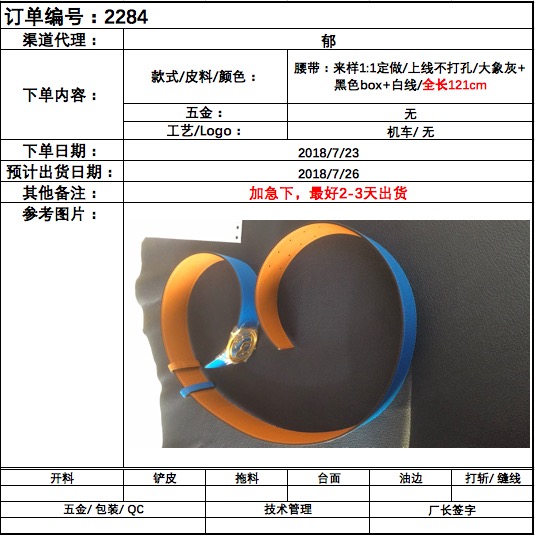 订单编号：2284
渠道代理： 郁
下单内容：
款式/皮料/颜色： 腰带：来样1:1定做/上线不打孔/大象灰+
黑色box+白线/全长121cm
五金： 无
工艺/Logo： 机车/ 无
下单日期： 2018/7/23
预计出货日期： 2018/7/26
其他备注： 加急下，最好2-3天出货
参考图片：
开料 铲皮 拖料 台面 油边 打斩/ 缝线
五金/ 包装/ QC 技术管理 厂长签字